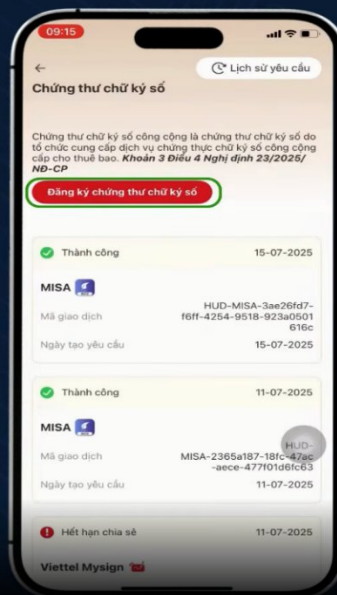 09:15
Lịch sử yêu cầu
Chứng thư chữ ký số
Chứng thư chữ ký số công cộng là chứng thư chữ ký số do
tổ chức cung cấp dịch vụ chứng thực chữ ký số công cộng
cấp cho thuê bao. Khoản 3 Điều 4 Nghị định 23/2025/
NĐ-CP
Đăng ký chứng thư chữ ký số
Thành công 15-07-2025
MISA
Mã giao dịch HUD-MISA-3ae26fd7-
f6ff-4254-9518-923a0501
616c
Ngày tạo yêu cầu 15-07-2025
Thành công 11-07-2025
MISA
Mã giao dịch HUD-
MISA-2365a187-18fc-47ac
-aece-477f01d6fc63
Ngày tạo yêu cầu 11-07-2025
Hết hạn chia sẻ 11-07-2025
Viettel Mysign